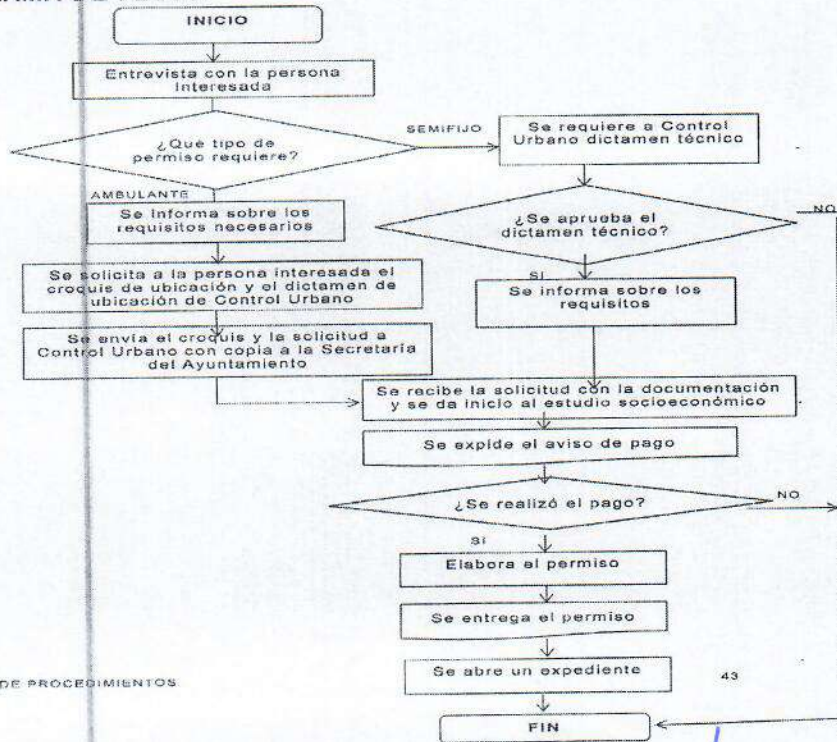 INICIO
Entrevista con la persona
Interesada
¿Qué tipo de
permiso requiere?
SEMIFIJO
Se requiere a Control
Urbano dictamen técnico
AMBULANTE
Se informa sobre los
requisitos necesarios
¿Se aprueba el
dictamen técnico?
NO
Se solicita a la persona interesada el
croquis de ubicación y el dictamen de
ubicación de Control Urbano
SI
Se informa sobre los
requisitos
Se envía el croquis y la solicitud a
Control Urbano con copia a la Secretaría
del Ayuntamiento
Se recibe la solicitud con la documentación
y se da inicio al estudio socioeconómico
Se expide el aviso de pago
¿Se realizó el pago?
NO
SI
Elabora el permiso
Se entrega el permiso
Se abre un expediente
DE PROCEDIMIENTOS
43
FIN